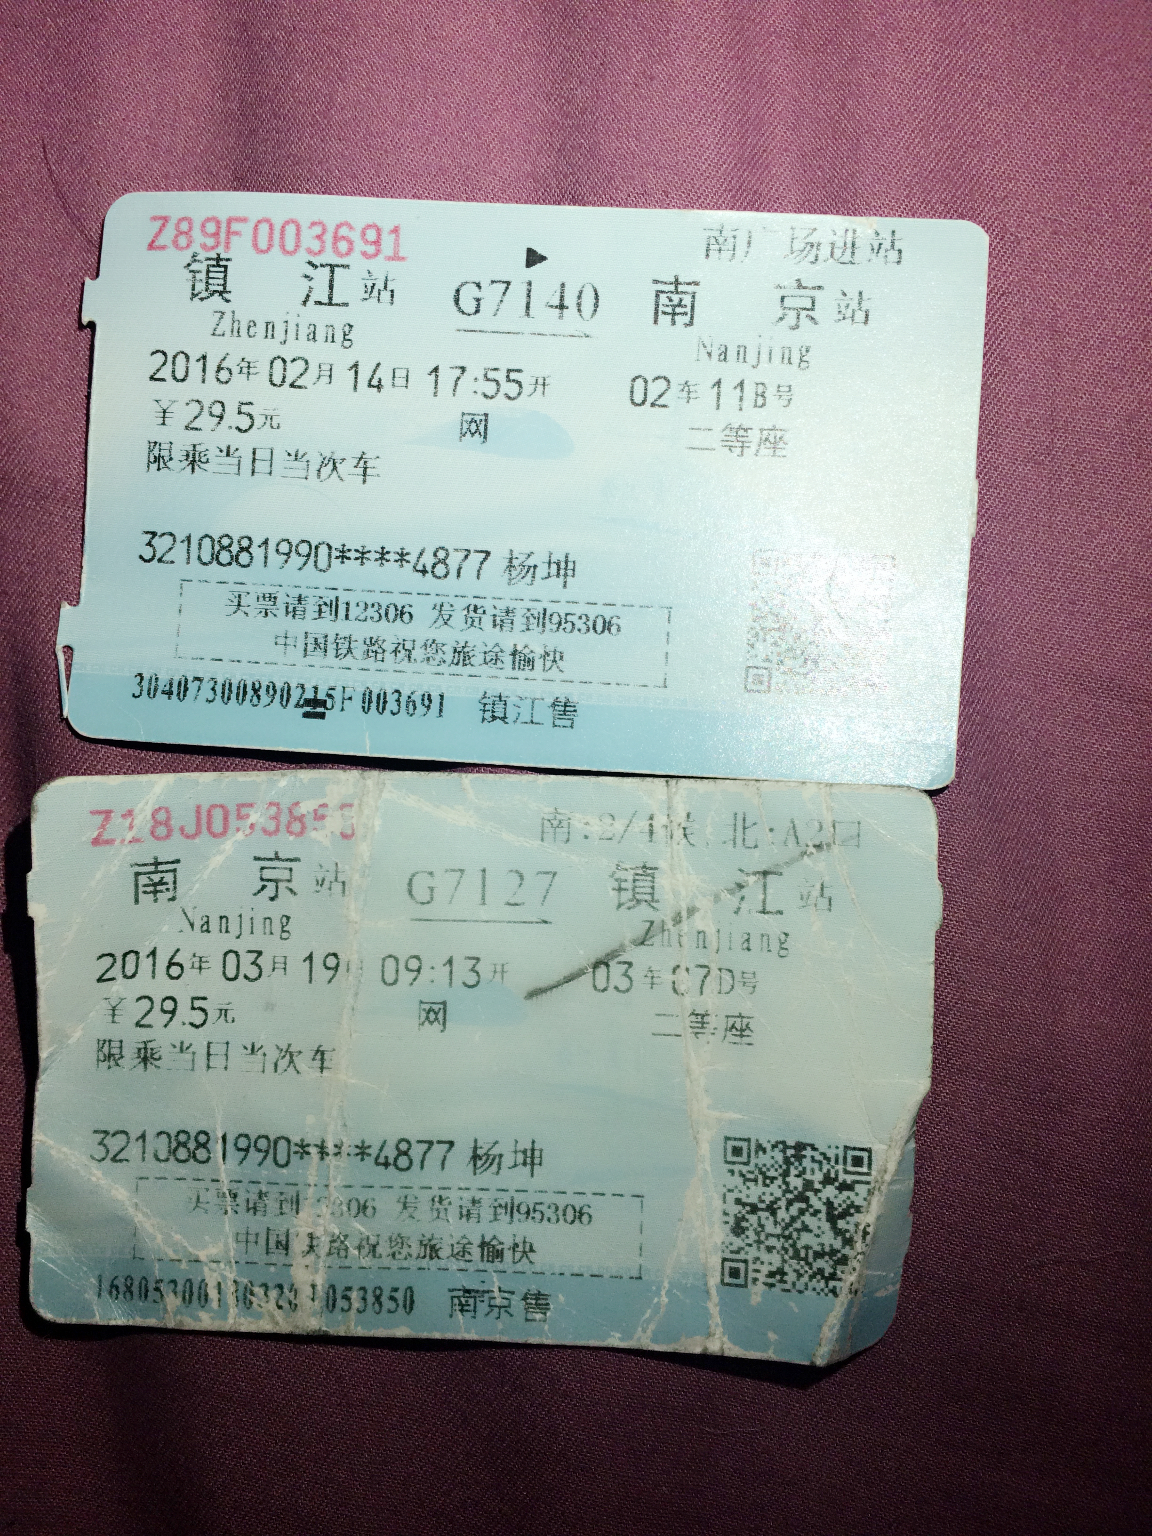 Z89F003691 南广场进站
镇江站 G7140 南京站
Zhenjiang Nanjing
2016年02月14日 17:55开 02车11B号
￥29.5元 网 二等座
限乘当日当次车
3210881990****4877 杨坤
买票请到12306 发货请到95306
中国铁路祝您旅途愉快
30407300890215F003691 镇江售
南:2/4候,北:A2口
南京站 G7127 镇江站
Nanjing Zhenjiang
2016年03月19 09:13开 03车07D号
￥29.5元 网 二等座
限乘当日当次车
3210881990****4877 杨坤
买票请到12306 发货请到95306
中国铁路祝您旅途愉快
南京售